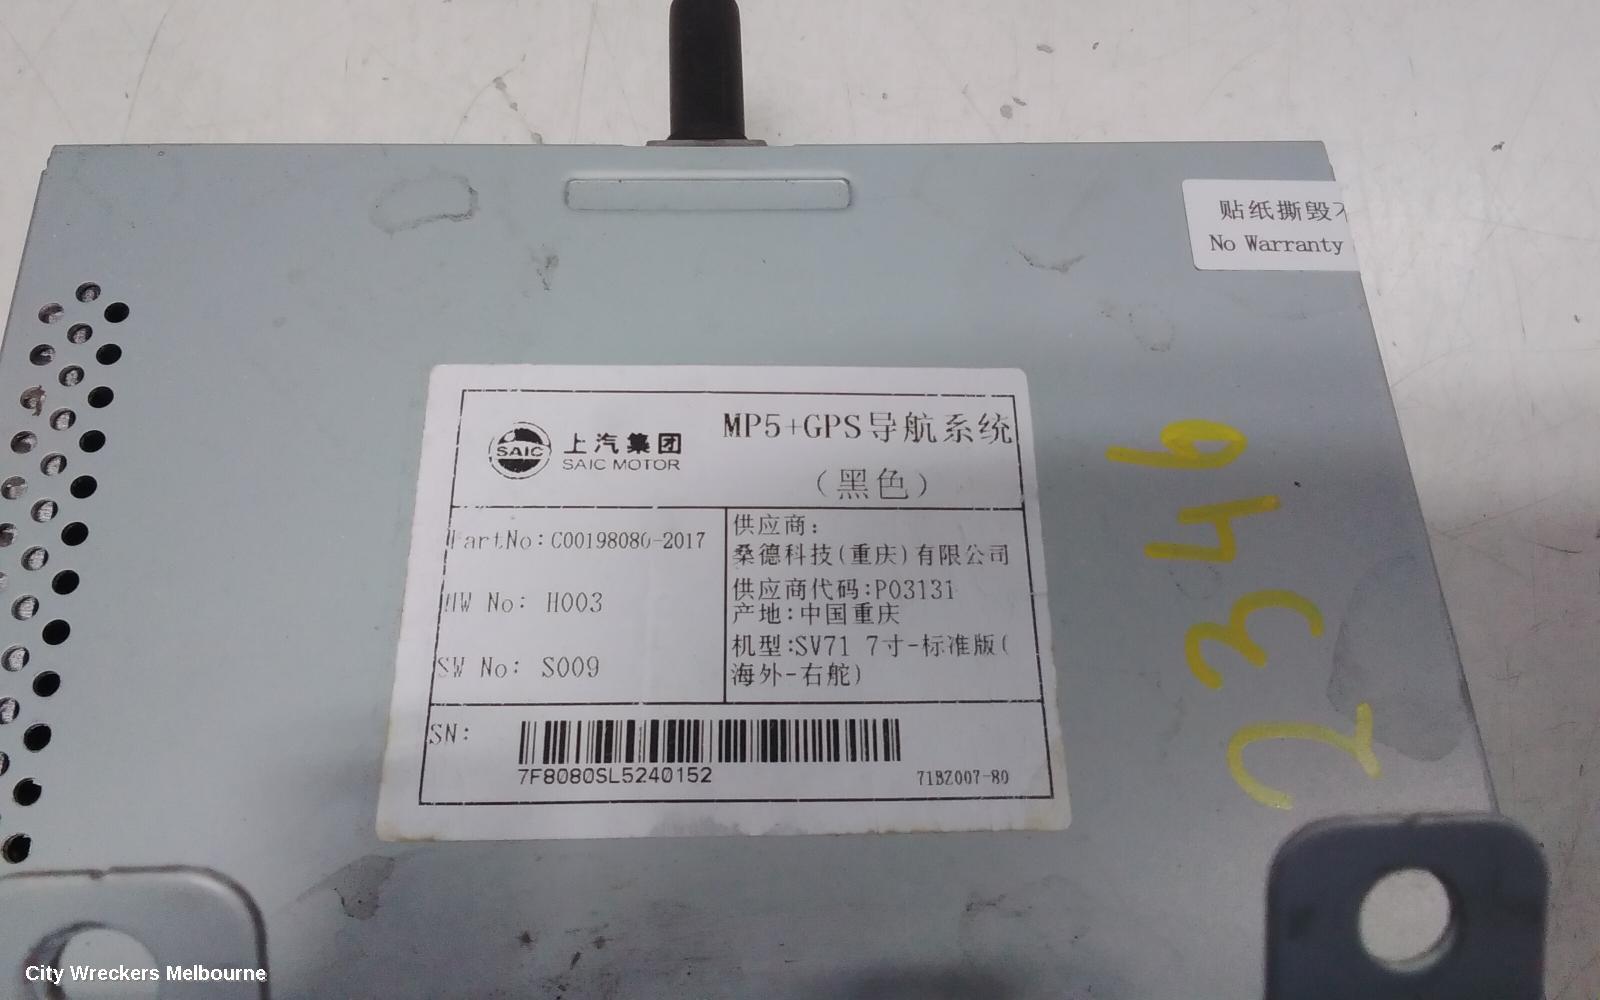 贴纸撕毁不
No Warranty
SAIC
上汽集团
SAIC MOTOR
MP5+GPS导航系统
（黑色）
PartNo:C00198080-2017
HW No: H003
SW No: S009
供应商:
桑德科技(重庆)有限公司
供应商代码:P03131
产地:中国重庆
机型:SV71 7寸-标准版(
海外-右舵)
SN:
7F8080SL5240152
71BZ007-80
2346
City Wreckers Melbourne